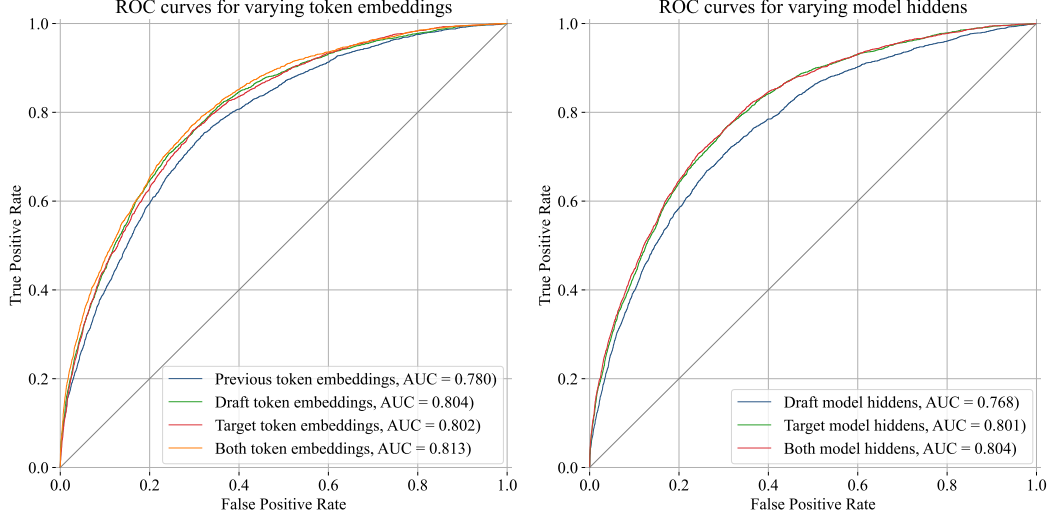 ROC curves for varying token embeddings
1.0
0.8
0.6
0.4
0.2
0.0
True Positive Rate
Previous token embeddings, AUC = 0.780)
Draft token embeddings, AUC = 0.804)
Target token embeddings, AUC = 0.802)
Both token embeddings, AUC = 0.813)
0.0 0.2 0.4 0.6 0.8 1.0
False Positive Rate
ROC curves for varying model hiddens
1.0
0.8
0.6
0.4
0.2
0.0
True Positive Rate
Draft model hiddens, AUC = 0.768)
Target model hiddens, AUC = 0.801)
Both model hiddens, AUC = 0.804)
0.0 0.2 0.4 0.6 0.8 1.0
False Positive Rate